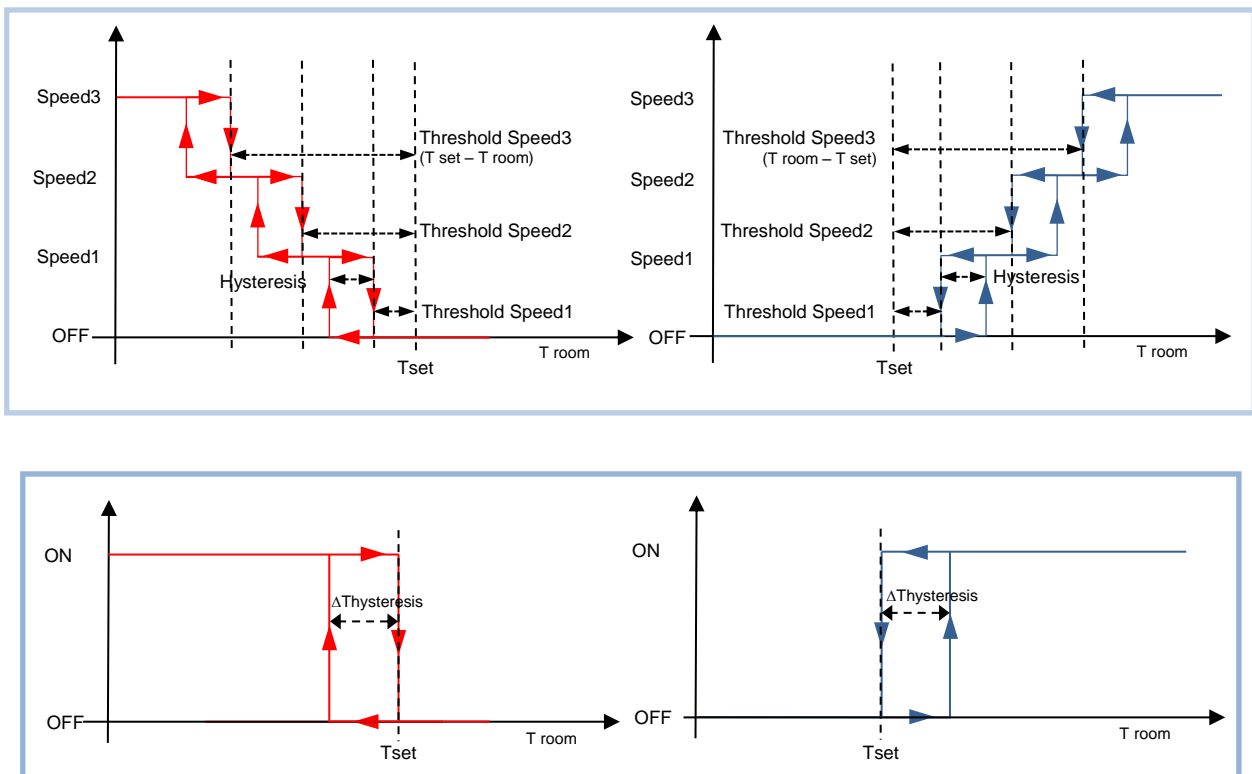 Speed3
Threshold Speed3
(T set – T room)
Speed2
Threshold Speed2
Speed1
Hysteresis
Threshold Speed1
OFF
T room
Tset
Speed3
Threshold Speed3
(T room – T set)
Speed2
Threshold Speed2
Speed1
Hysteresis
Threshold Speed1
OFF
T room
Tset
ON
ΔThysteresis
OFF
T room
Tset
ON
ΔThysteresis
OFF
T room
Tset